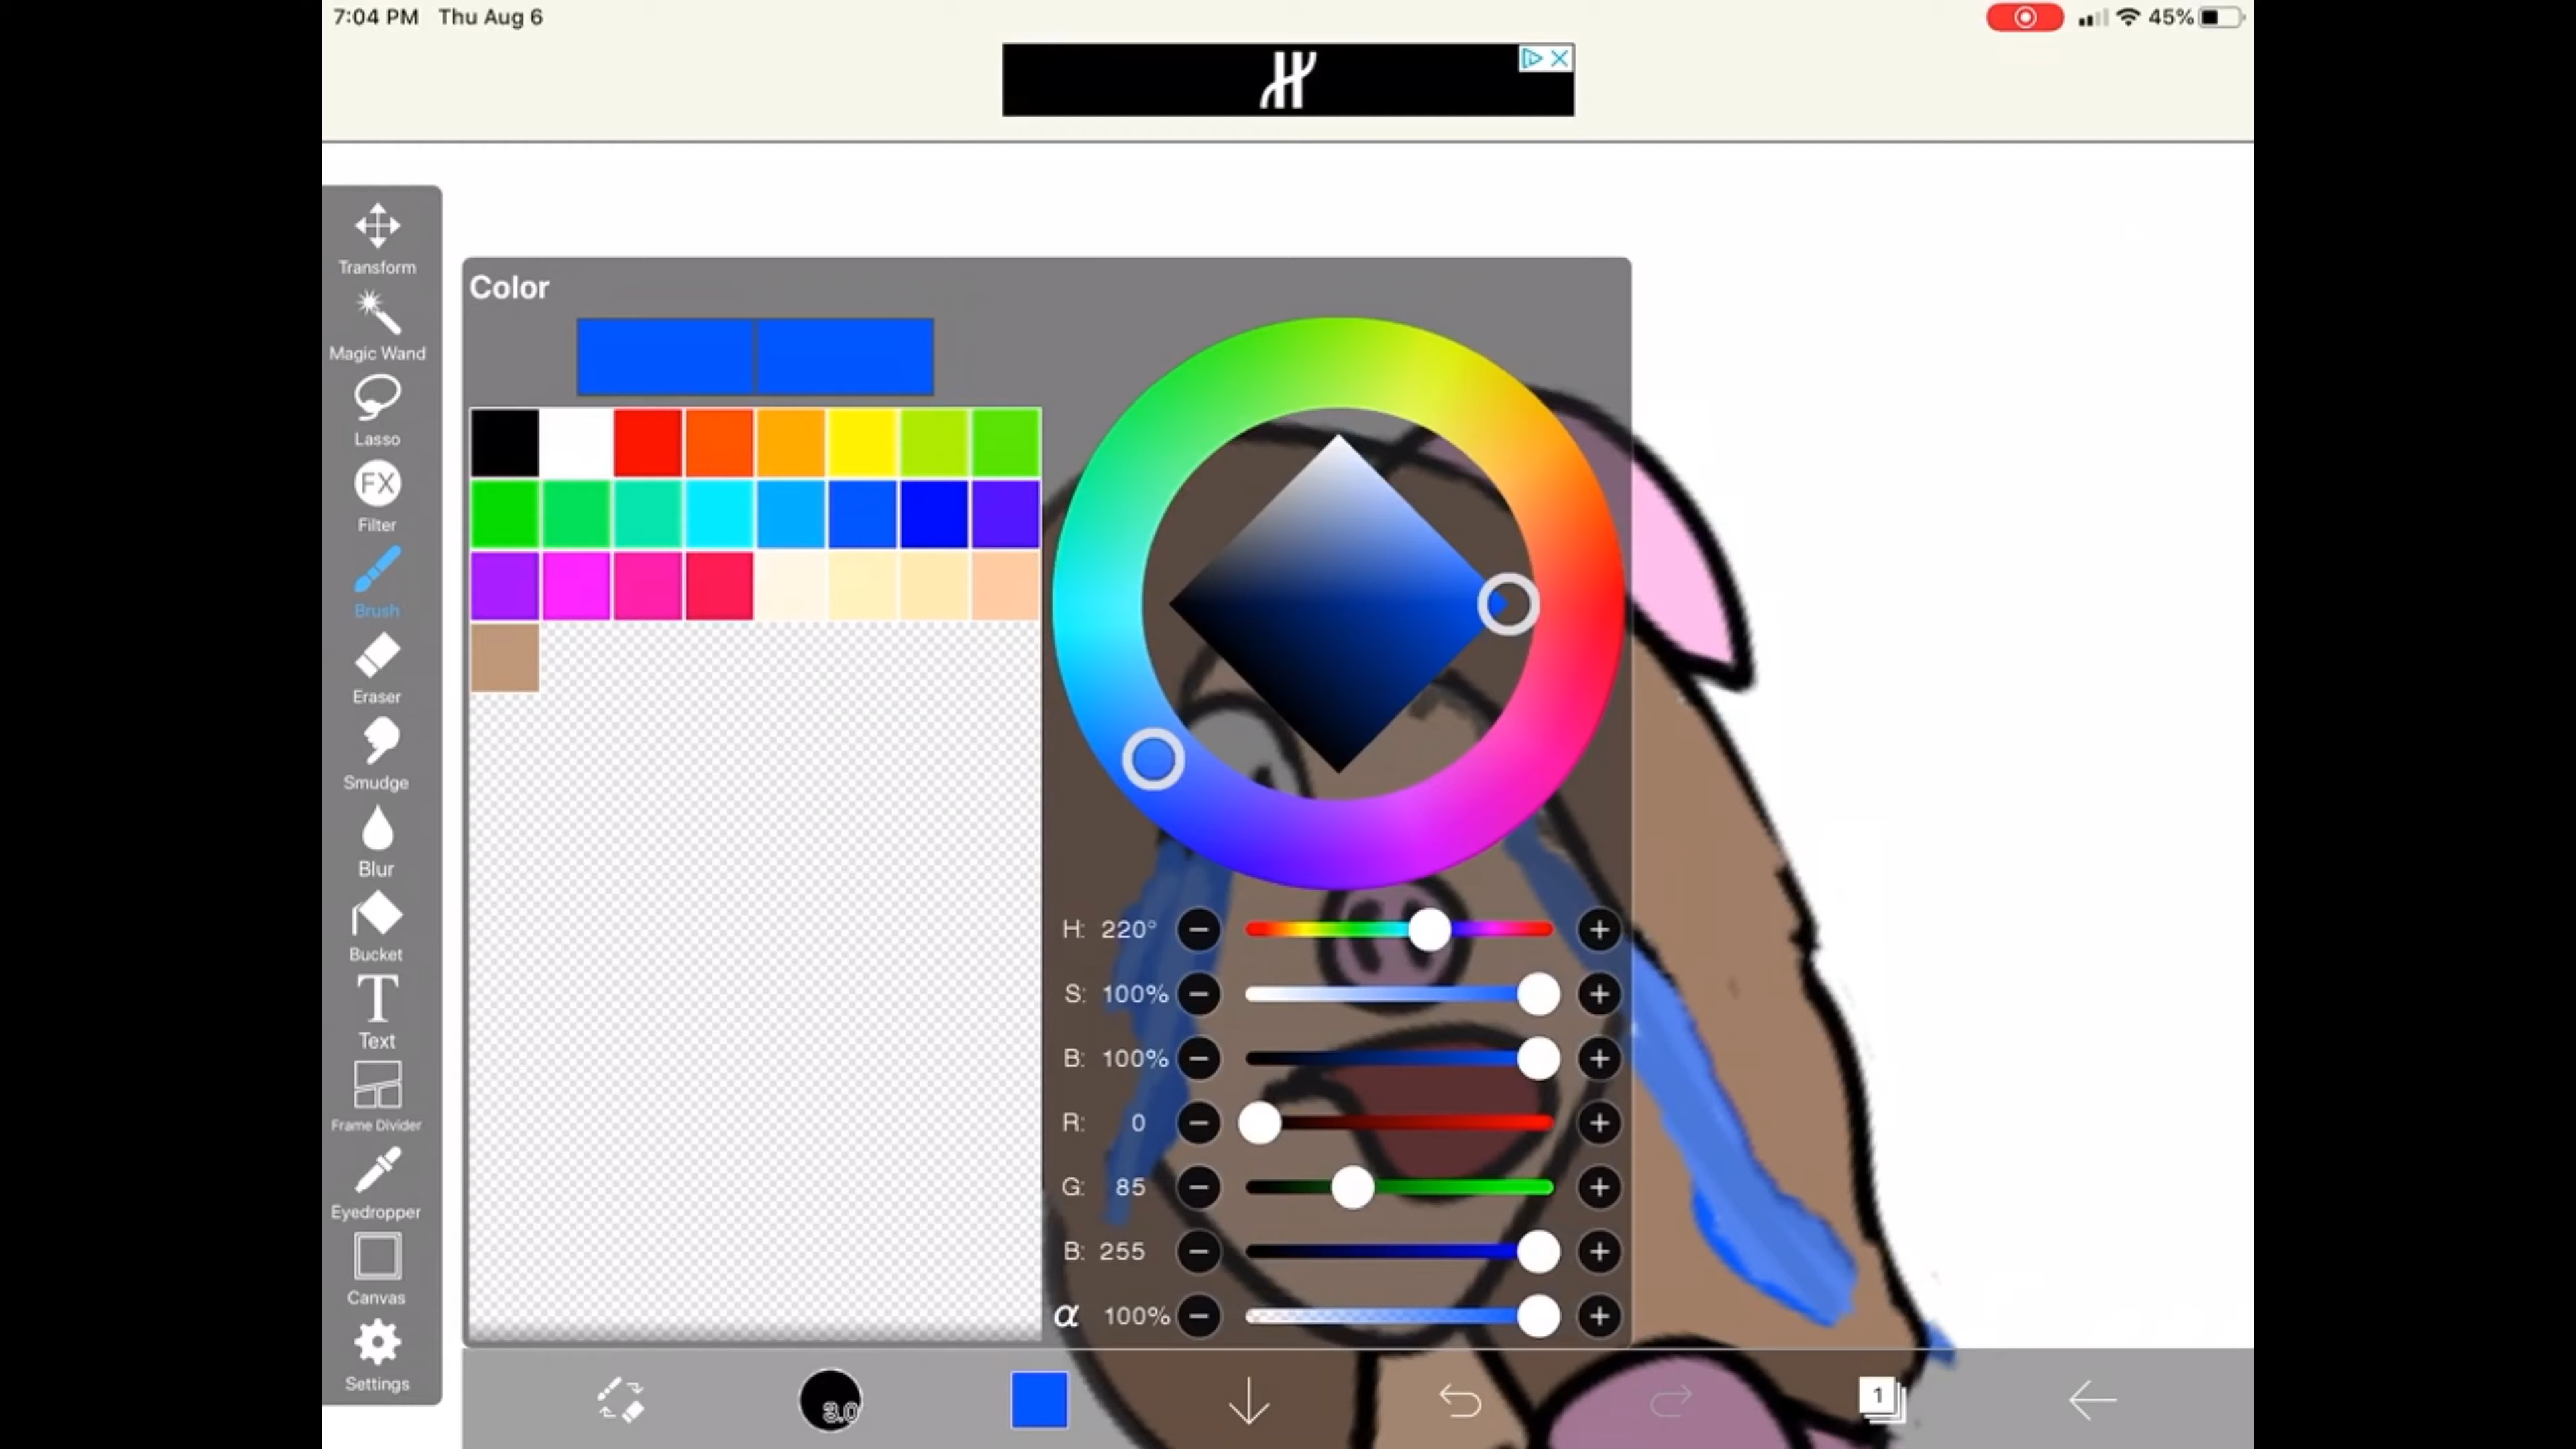 7:04 PM Thu Aug 6
45%
Transform
Magic Wand
Lasso
FX
Filter
Brush
Eraser
Smudge
Blur
Bucket
T
Text
Frame Divider
Eyedropper
Canvas
Settings
Color
H: 220°
S: 100%
B: 100%
R: 0
G: 85
B: 255
α 100%
3.0
1